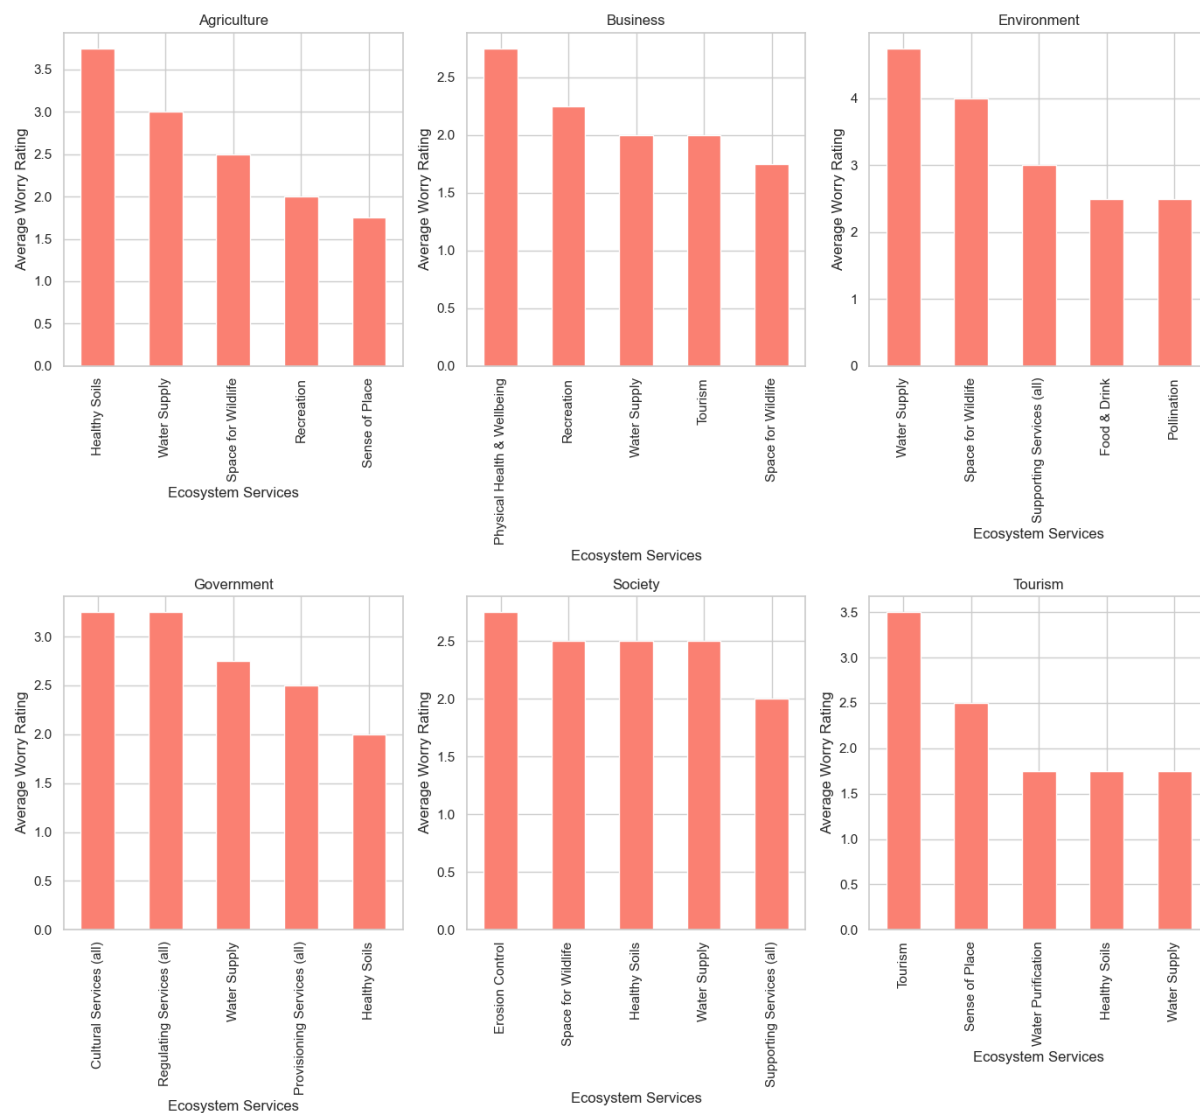 Agriculture
Average Worry Rating
3.5
3.0
2.5
2.0
1.5
1.0
0.5
0.0
Healthy Soils
Water Supply
Space for Wildlife
Recreation
Sense of Place
Ecosystem Services
Business
Average Worry Rating
2.5
2.0
1.5
1.0
0.5
0.0
Physical Health & Wellbeing
Recreation
Water Supply
Tourism
Space for Wildlife
Ecosystem Services
Environment
Average Worry Rating
4
3
2
1
0
Water Supply
Space for Wildlife
Supporting Services (all)
Food & Drink
Pollination
Ecosystem Services
Government
Average Worry Rating
3.0
2.5
2.0
1.5
1.0
0.5
0.0
Cultural Services (all)
Regulating Services (all)
Water Supply
Provisioning Services (all)
Healthy Soils
Ecosystem Services
Society
Average Worry Rating
2.5
2.0
1.5
1.0
0.5
0.0
Erosion Control
Space for Wildlife
Healthy Soils
Water Supply
Supporting Services (all)
Ecosystem Services
Tourism
Average Worry Rating
3.5
3.0
2.5
2.0
1.5
1.0
0.5
0.0
Tourism
Sense of Place
Water Purification
Healthy Soils
Water Supply
Ecosystem Services